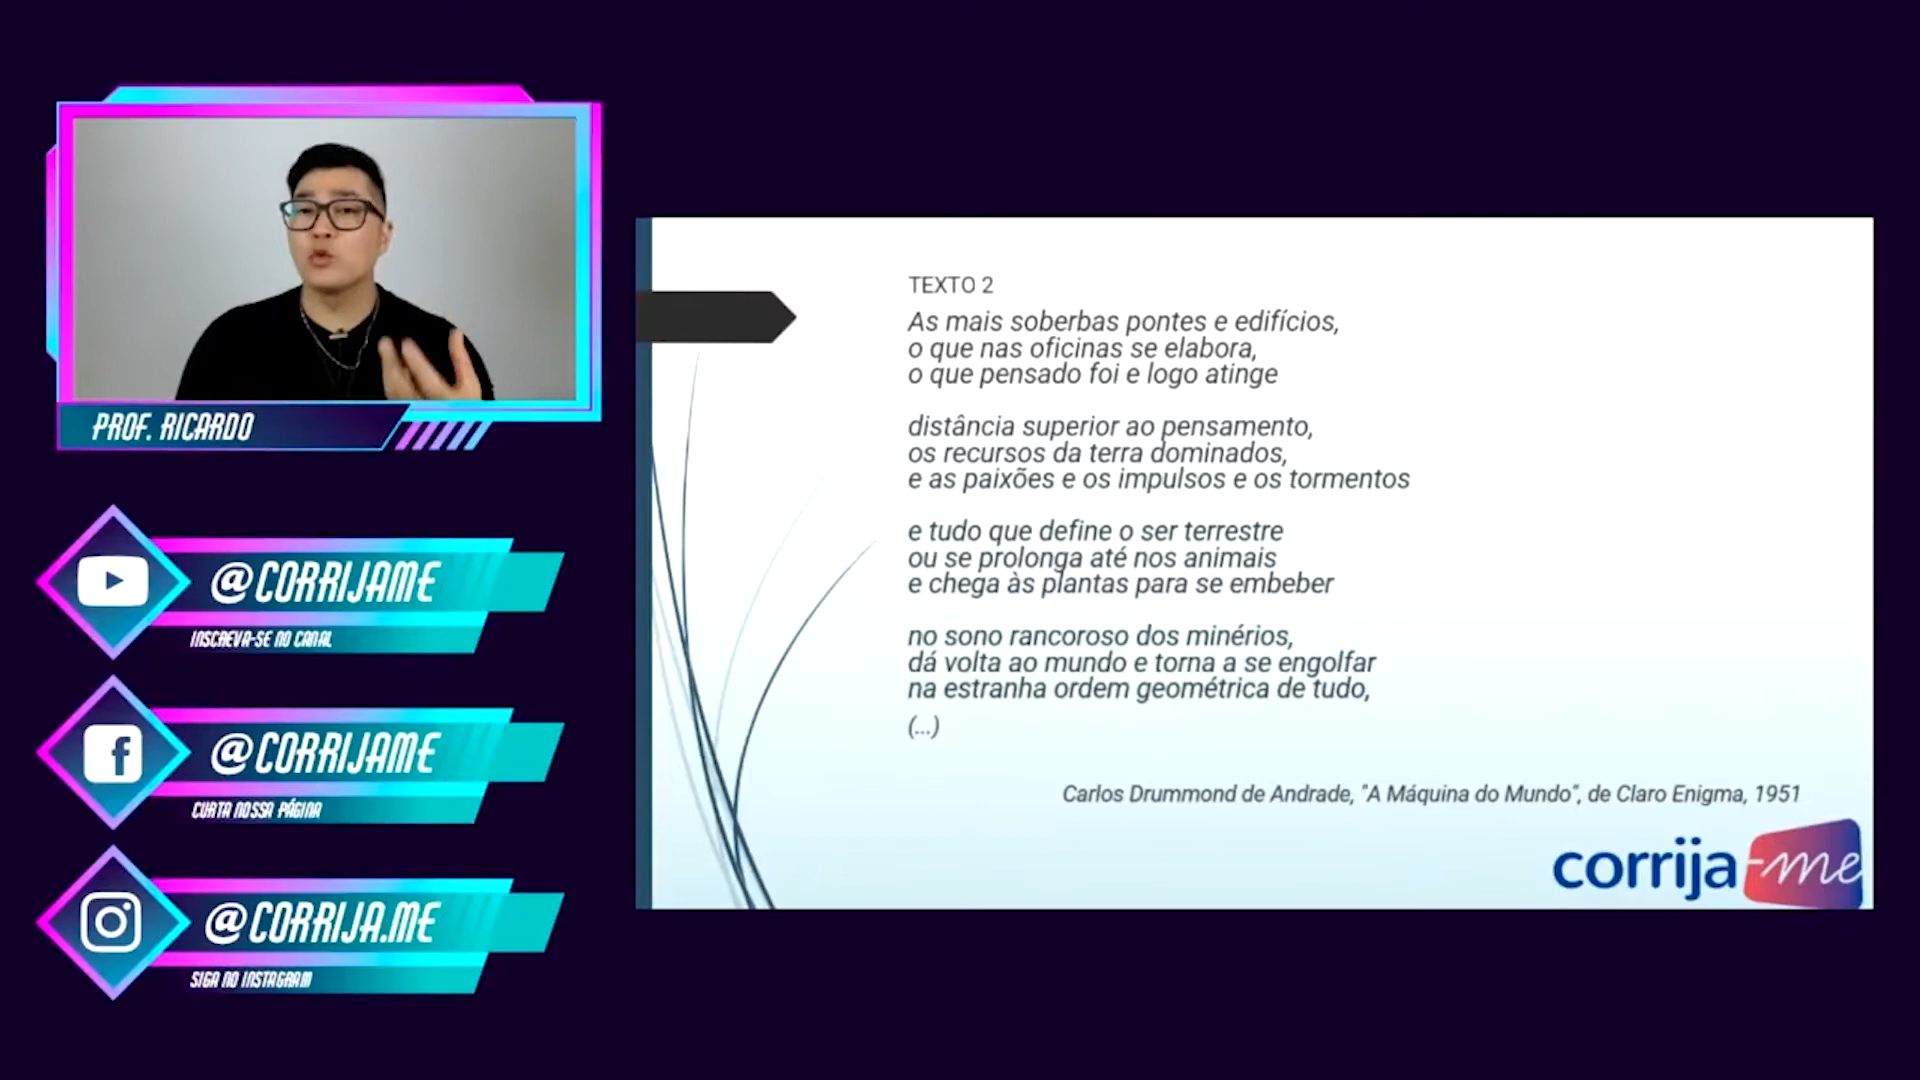 PROF. RICARDO
@CORRIJAME
INSCREVA-SE NO CANAL
@CORRIJAME
CURTA NOSSA PÁGINA
@CORRIJA.ME
SIGA NO INSTAGRAM
TEXTO 2
As mais soberbas pontes e edifícios,
o que nas oficinas se elabora,
o que pensado foi e logo atinge
distância superior ao pensamento,
os recursos da terra dominados,
e as paixões e os impulsos e os tormentos
e tudo que define o ser terrestre
ou se prolonga até nos animais
e chega às plantas para se embeber
no sono rancoroso dos minérios,
dá volta ao mundo e torna a se engolfar
na estranha ordem geométrica de tudo,
(...)
Carlos Drummond de Andrade, "A Máquina do Mundo", de Claro Enigma, 1951
corrija-me